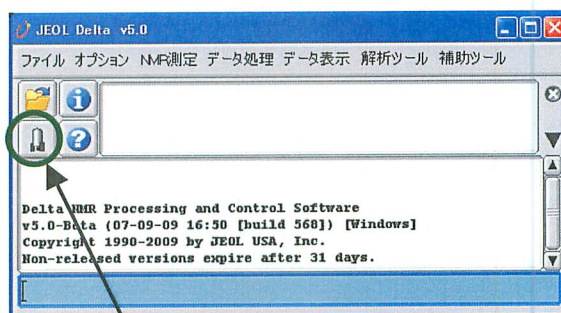 JEOL Delta v5.0
ファイル オプション NMR測定 データ処理 データ表示 解析ツール 補助ツール
Delta NMR Processing and Control Software
v5.0-Beta (07-09-09 16:50 [build 560]) [Windows]
Copyright 1990-2009 by JEOL USA, Inc.
Non-released versions expire after 31 days.